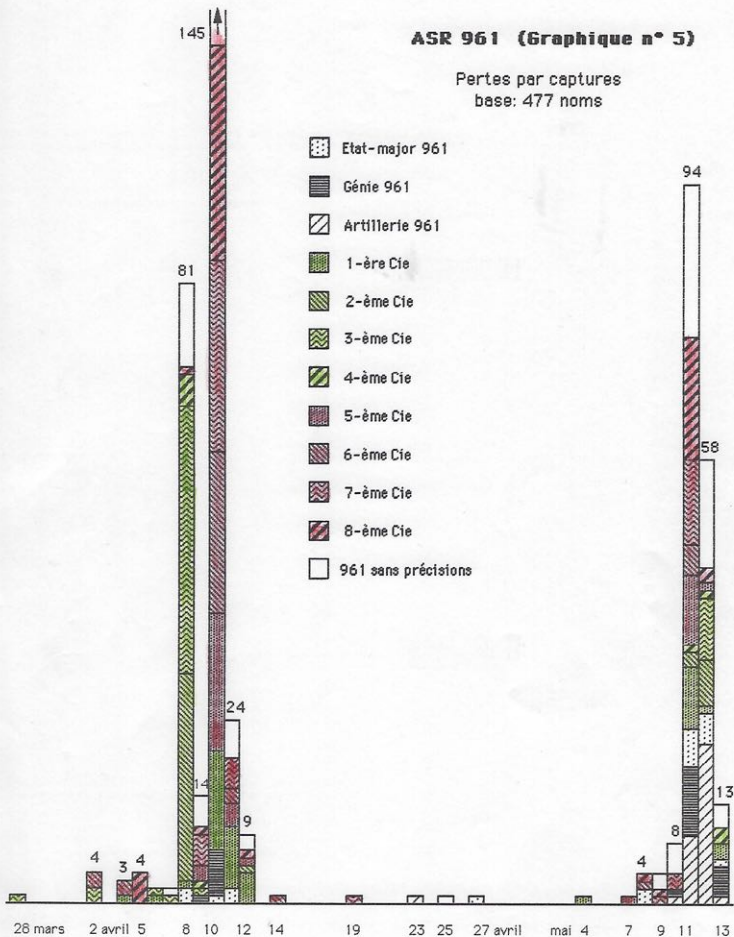 ASR 961 (Graphique n° 5)
Pertes par captures
base: 477 noms
Etat-major 961
Génie 961
Artillerie 961
1-ère Cie
2-ème Cie
3-ème Cie
4-ème Cie
5-ème Cie
6-ème Cie
7-ème Cie
8-ème Cie
961 sans précisions
145
81
94
58
24
14
9
4
3
4
4
8
13
28 mars 2 avril 5 8 10 12 14 19 23 25 27 avril mai 4 7 9 11 13